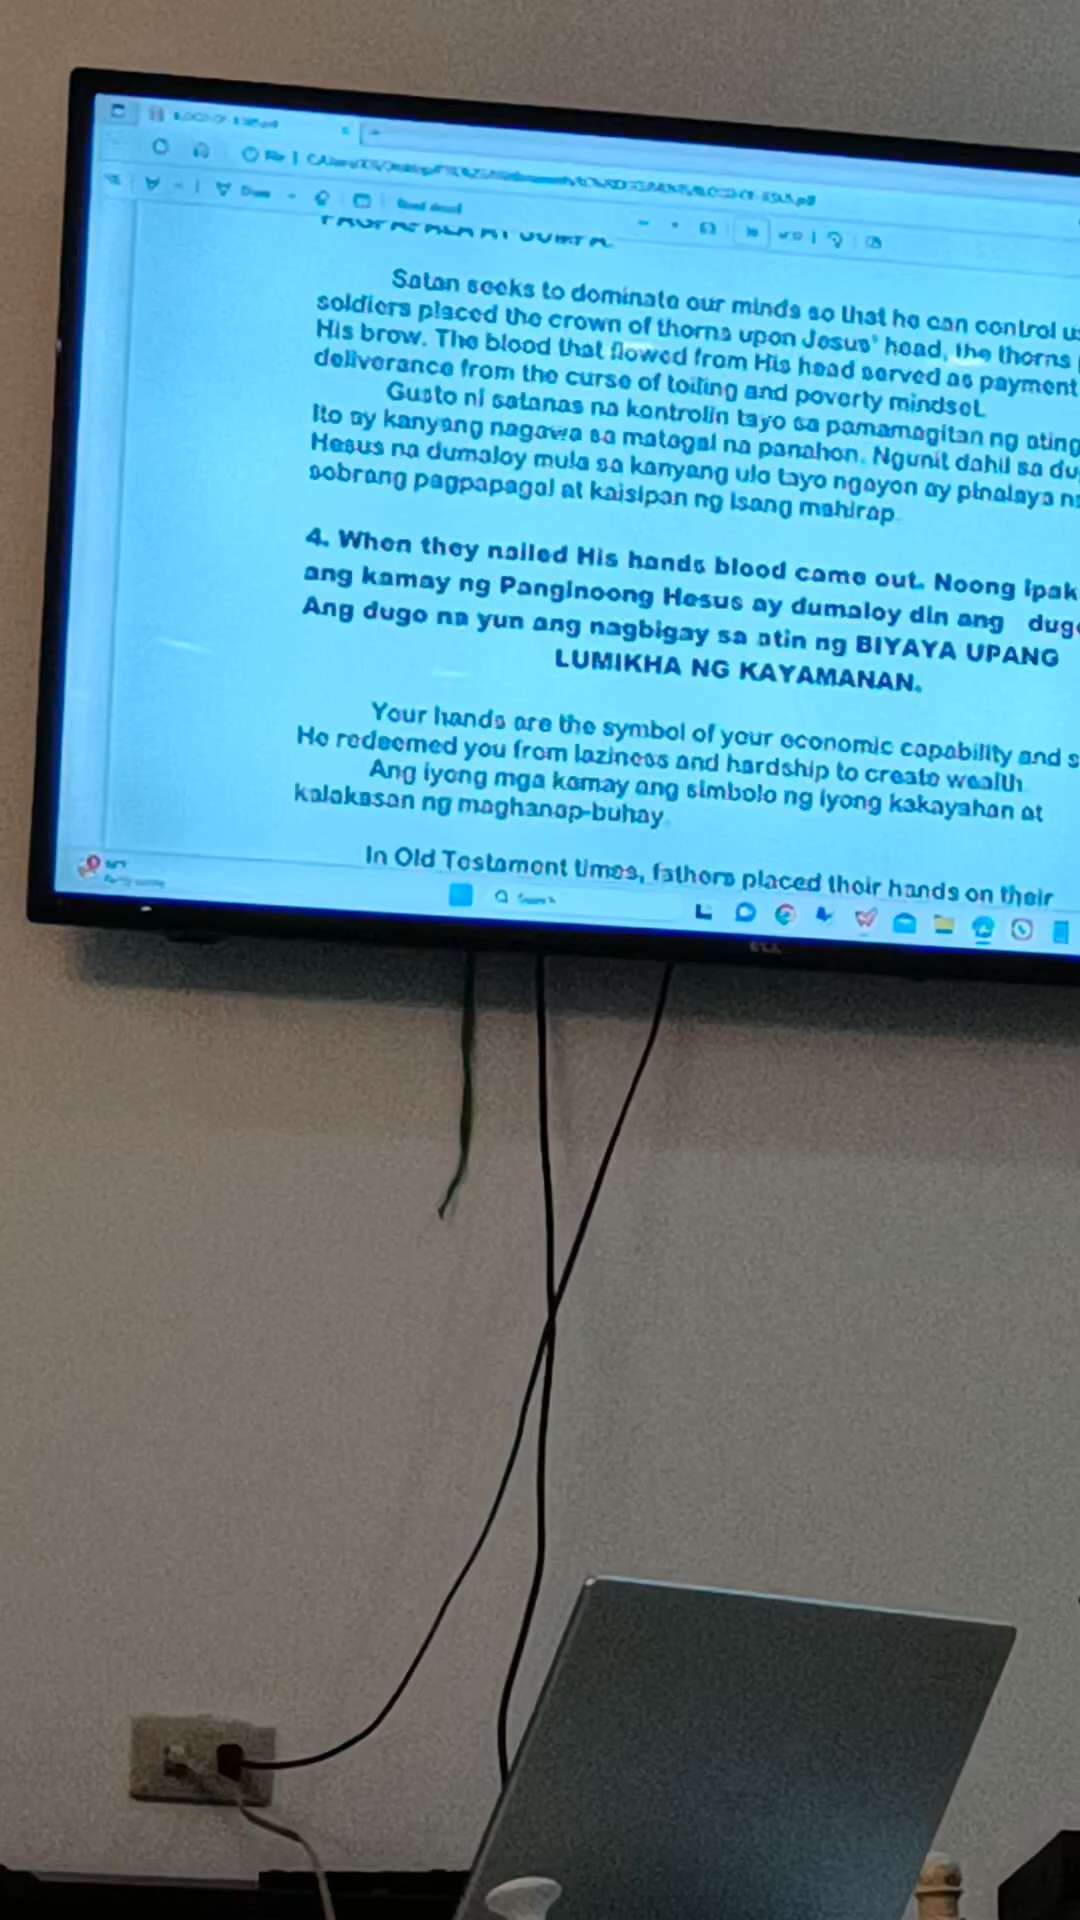 Satan seeks to dominate our minds so that he can control
soldiers placed the crown of thorns upon Jesus' head, the thorns
His brow. The blood that flowed from His head served as payment
deliverance from the curse of toiling and poverty mindset.
Gusto ni satanas na kontrolin tayo sa pamamagitan ng ating
Ito ay kanyang nagawa sa matagal na panahon. Ngunit dahil sa
Hesus na dumaloy mula sa kanyang ulo tayo ngayon ay pinalaya
sobrang pagpapagal at kaisipan ng isang mahirap.
4. When they nailed His hands blood came out. Noong
ang kamay ng Panginoong Hesus ay dumaloy din ang
Ang dugo na yun ang nagbigay sa atin ng BIYAYA UPANG
LUMIKHA NG KAYAMANAN.
Your hands are the symbol of your economic capability and
He redeemed you from laziness and hardship to create wealth.
Ang iyong mga kamay ang simbolo ng iyong kakayahan at
kalakasan ng maghanap-buhay.
In Old Testament times, fathers placed their hands on their
Search